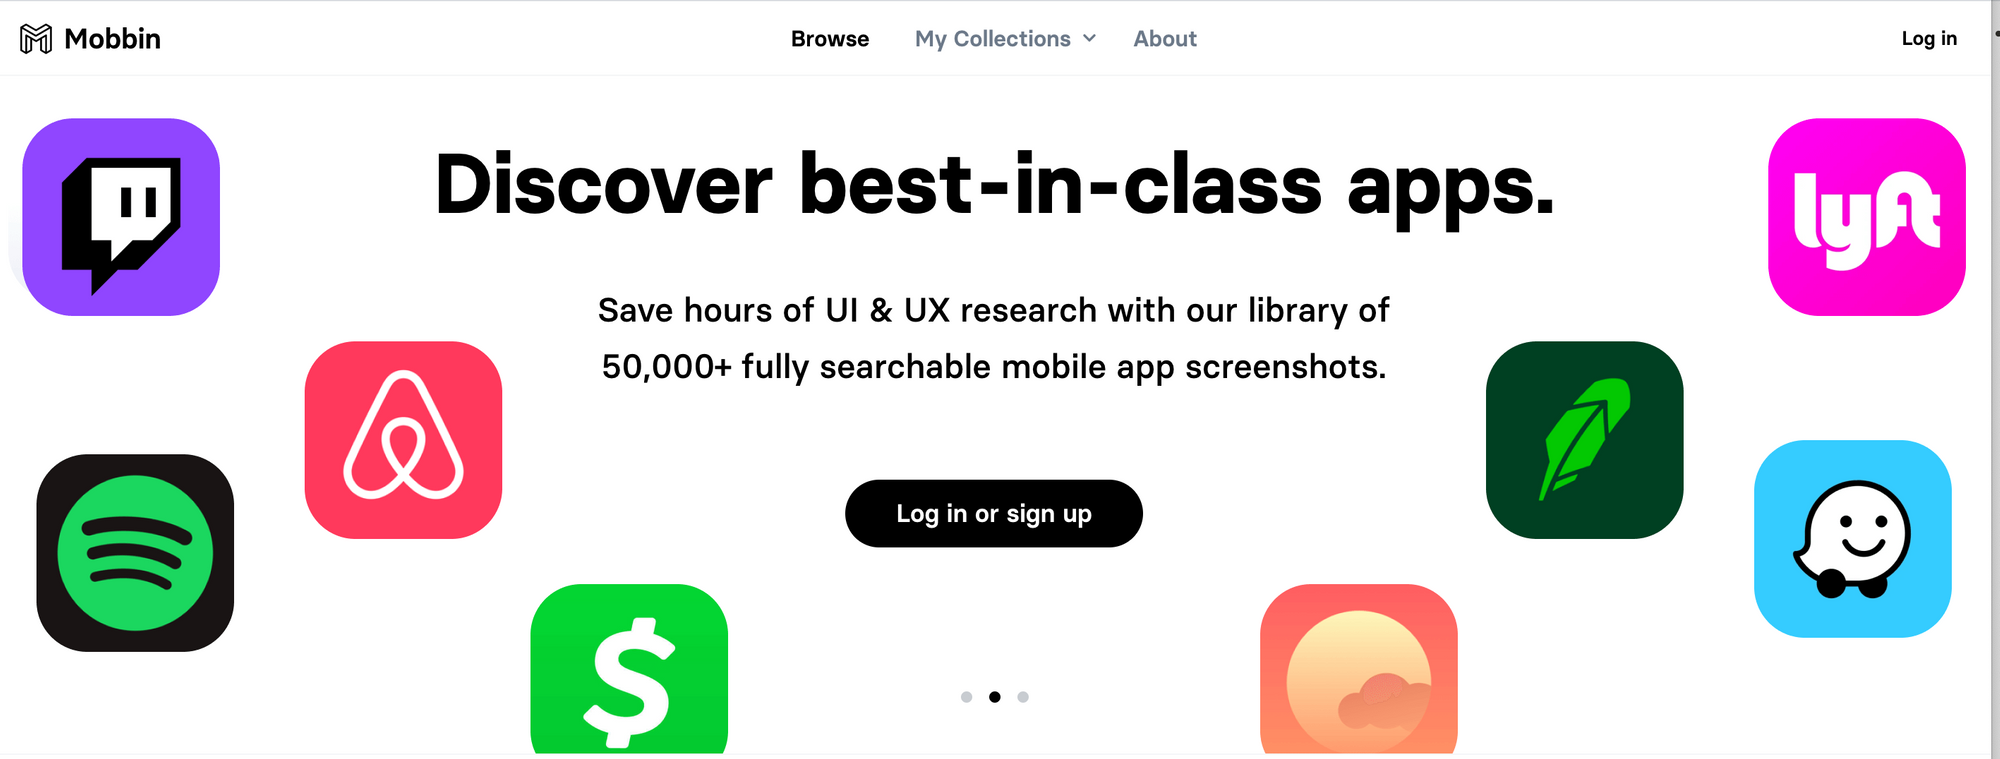 Mobbin
Browse
My Collections
About
Log in
Discover best-in-class apps.
lyft
Save hours of UI & UX research with our library of
50,000+ fully searchable mobile app screenshots.
Log in or sign up
$